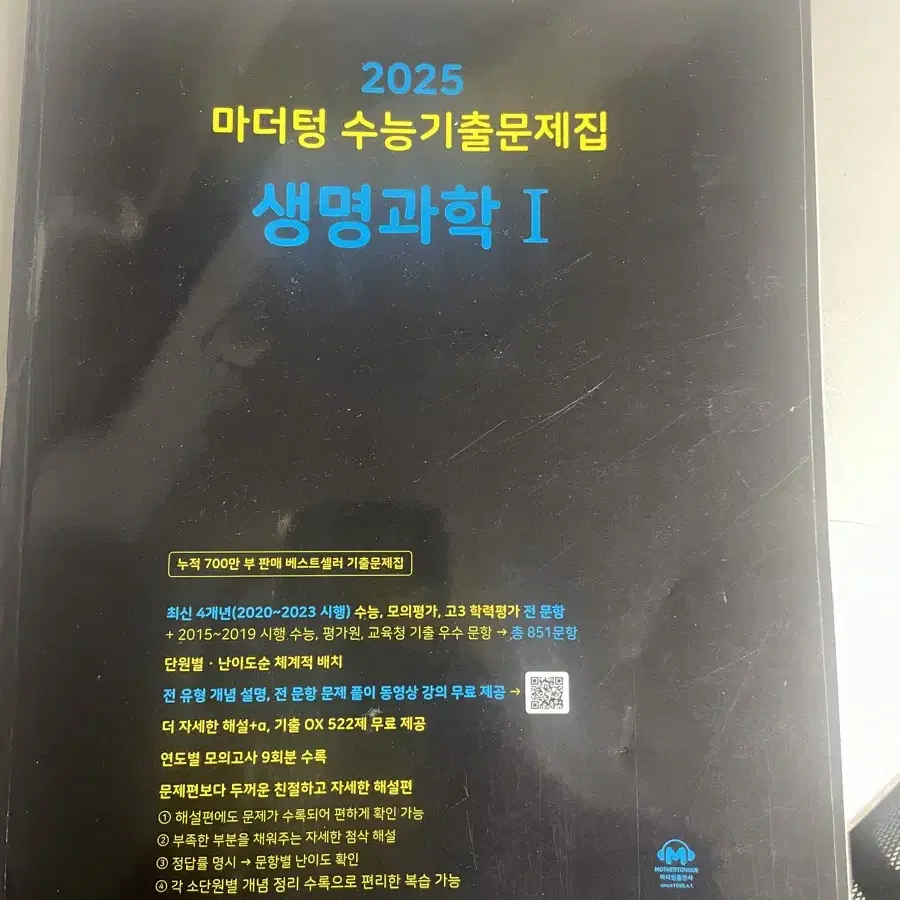 2025
마더텅 수능기출문제집
생명과학 I
누적 700만 부 판매 베스트셀러 기출문제집
최신 4개년(2020~2023 시행) 수능, 모의평가, 고3 학력평가 전 문항
+ 2015~2019 시행 수능, 평가원, 교육청 기출 우수 문항 → 총 851문항
단원별 · 난이도순 체계적 배치
전 유형 개념 설명, 전 문항 문제 풀이 동영상 강의 무료 제공 →
더 자세한 해설+α, 기출 OX 522제 무료 제공
연도별 모의고사 9회분 수록
문제편보다 두꺼운 친절하고 자세한 해설편
① 해설편에도 문제가 수록되어 편하게 확인 가능
② 부족한 부분을 채워주는 자세한 첨삭 해설
③ 정답률 명시 → 문항별 난이도 확인
④ 각 소단원별 개념 정리 수록으로 편리한 복습 가능
M
MOTHERTONGUE
마더텅출판사
since1999.4.1